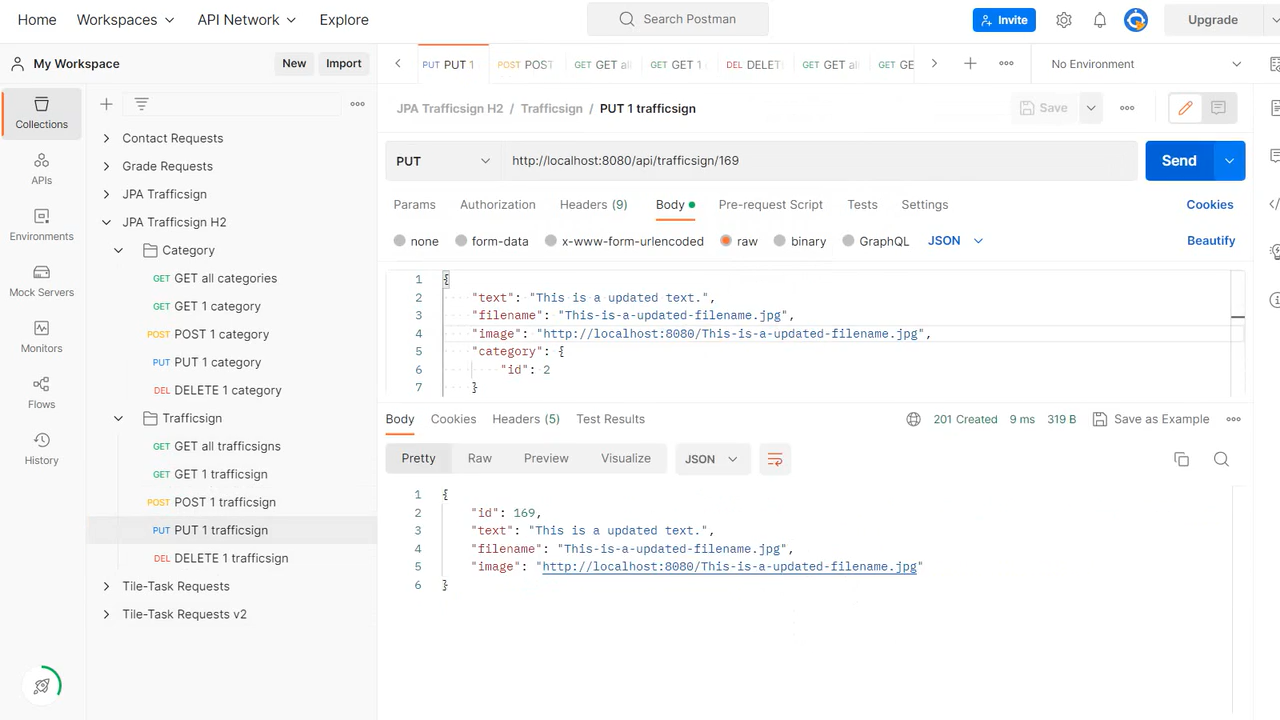 Home Workspaces API Network Explore Search Postman Invite Upgrade
My Workspace New Import PUT PUT 1 POST POST GET GET al GET GET 1 DEL DELET GET GET al GET GE No Environment
Collections
APIs
Environments
Mock Servers
Monitors
Flows
History
Contact Requests
Grade Requests
JPA Trafficsign
JPA Trafficsign H2
Category
GET GET all categories
GET GET 1 category
POST POST 1 category
PUT PUT 1 category
DEL DELETE 1 category
Trafficsign
GET GET all trafficsigns
GET GET 1 trafficsign
POST POST 1 trafficsign
PUT PUT 1 trafficsign
DEL DELETE 1 trafficsign
Tile-Task Requests
Tile-Task Requests v2
JPA Trafficsign H2 / Trafficsign / PUT 1 trafficsign Save
PUT http://localhost:8080/api/trafficsign/169 Send
Params Authorization Headers (9) Body Pre-request Script Tests Settings Cookies
none form-data x-www-form-urlencoded raw binary GraphQL JSON Beautify
1 {
2 "text": "This is a updated text.",
3 "filename": "This-is-a-updated-filename.jpg",
4 "image": "http://localhost:8080/This-is-a-updated-filename.jpg",
5 "category": {
6 "id": 2
7 }
Body Cookies Headers (5) Test Results 201 Created 9 ms 319 B Save as Example
Pretty Raw Preview Visualize JSON
1 {
2 "id": 169,
3 "text": "This is a updated text.",
4 "filename": "This-is-a-updated-filename.jpg",
5 "image": "http://localhost:8080/This-is-a-updated-filename.jpg"
6 }